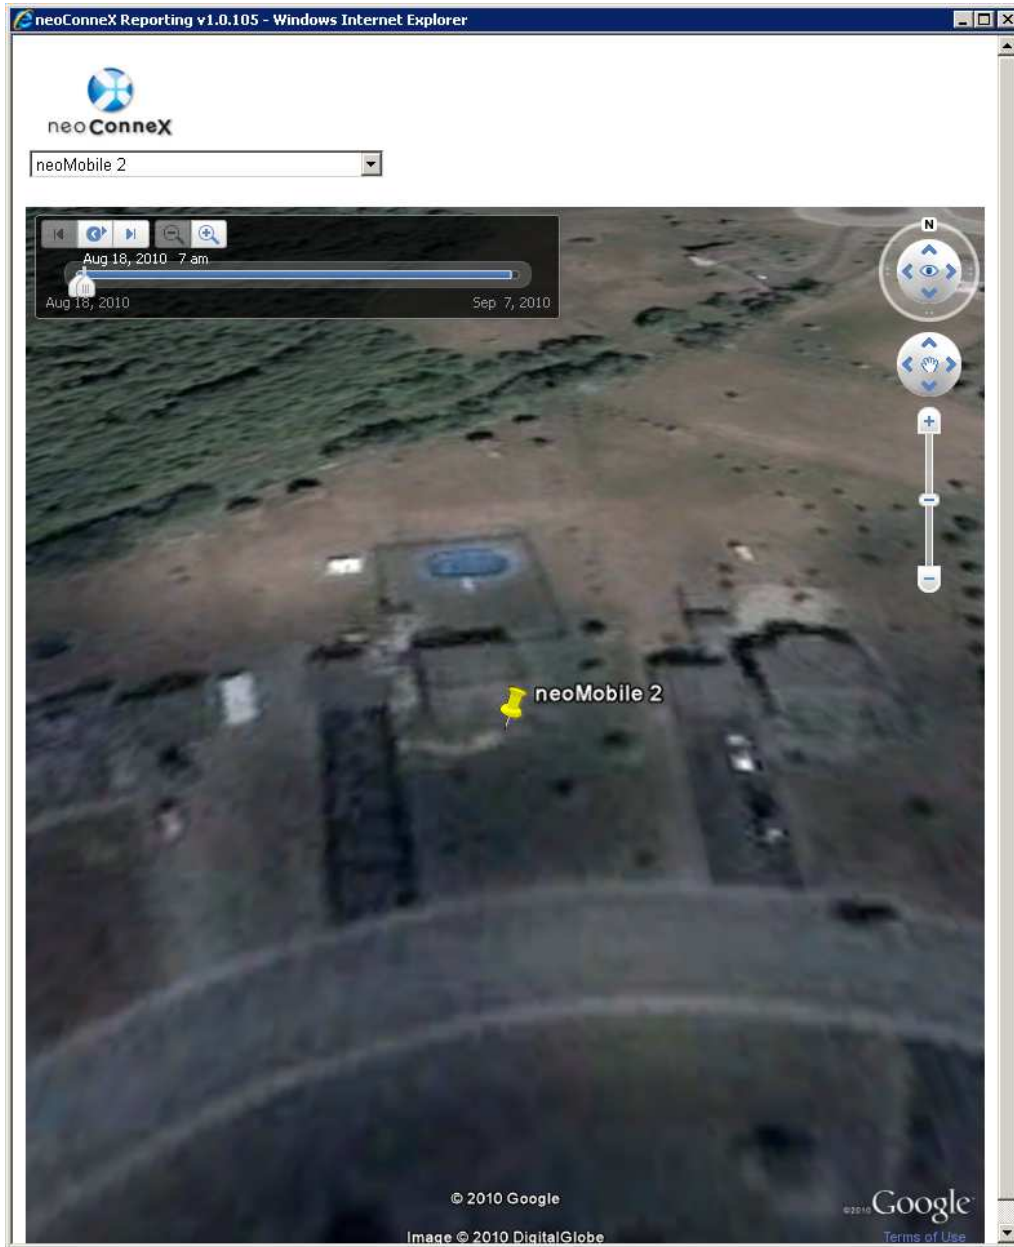 neoConneX Reporting v1.0.105 - Windows Internet Explorer
neoConneX
neoMobile 2
Aug 18, 2010 7 am
Aug 18, 2010
Sep 7, 2010
N
neoMobile 2
© 2010 Google
©2010 Google
Image © 2010 DigitalGlobe
Terms of Use